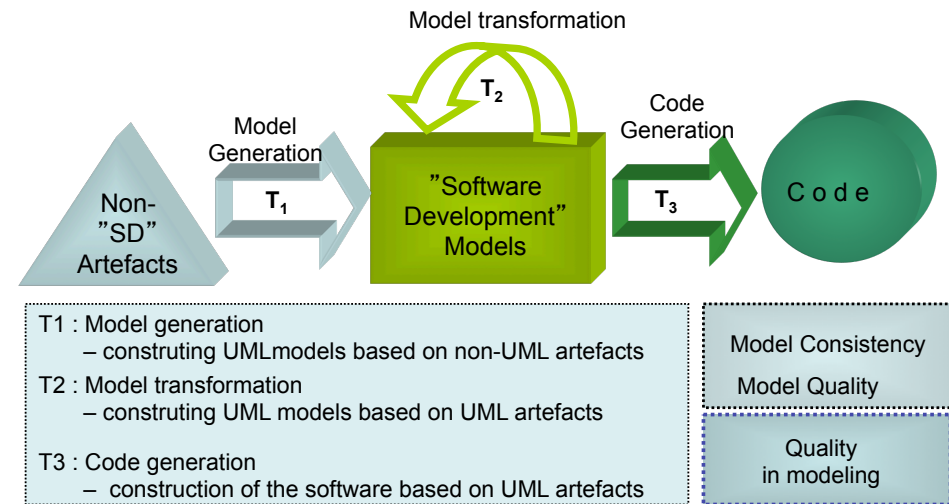 Model transformation
T2
Model
Generation
T1
Code
Generation
T3
Non-
"SD"
Artefacts
"Software
Development"
Models
Code
T1 : Model generation
– construting UMLmodels based on non-UML artefacts
T2 : Model transformation
– construting UML models based on UML artefacts
T3 : Code generation
– construction of the software based on UML artefacts
Model Consistency
Model Quality
Quality
in modeling